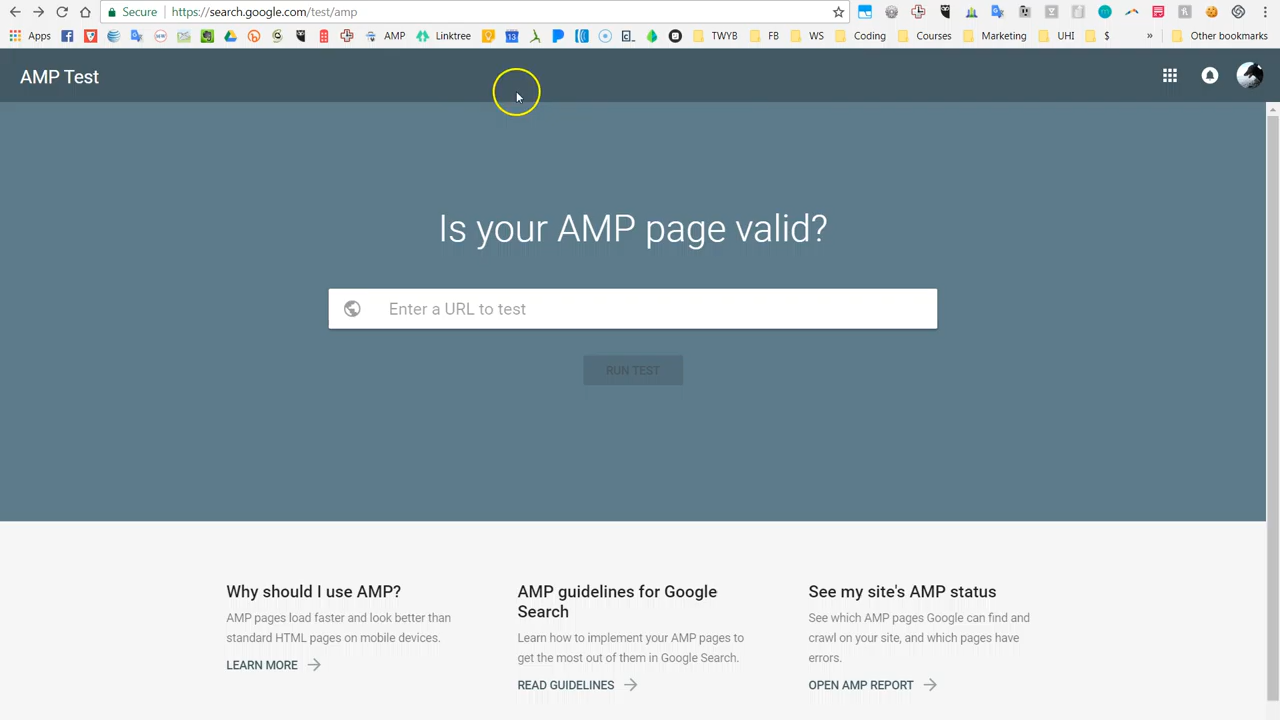 Secure https://search.google.com/test/amp
Apps AMP Linktree 13 TWYB FB WS Coding Courses Marketing UHI $ » Other bookmarks
AMP Test
Is your AMP page valid?
Enter a URL to test
RUN TEST
Why should I use AMP?
AMP pages load faster and look better than
standard HTML pages on mobile devices.
LEARN MORE
AMP guidelines for Google
Search
Learn how to implement your AMP pages to
get the most out of them in Google Search.
READ GUIDELINES
See my site's AMP status
See which AMP pages Google can find and
crawl on your site, and which pages have
errors.
OPEN AMP REPORT